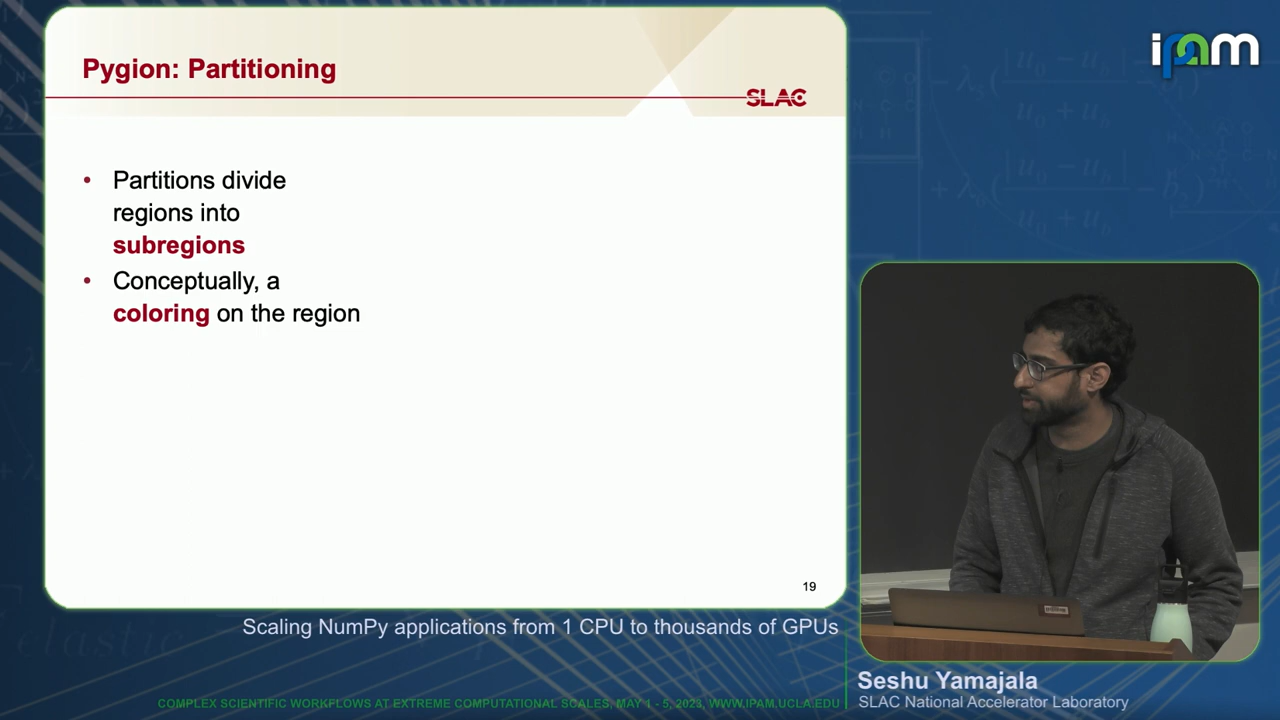 Pygion: Partitioning
SLAC
• Partitions divide
regions into
subregions
• Conceptually, a
coloring on the region
19
ipam
Scaling NumPy applications from 1 CPU to thousands of GPUs
Seshu Yamajala
SLAC National Accelerator Laboratory
COMPLEX SCIENTIFIC WORKFLOWS AT EXTREME COMPUTATIONAL SCALES, MAY 1 - 5, 2023, WWW.IPAM.UCLA.EDU
elastic